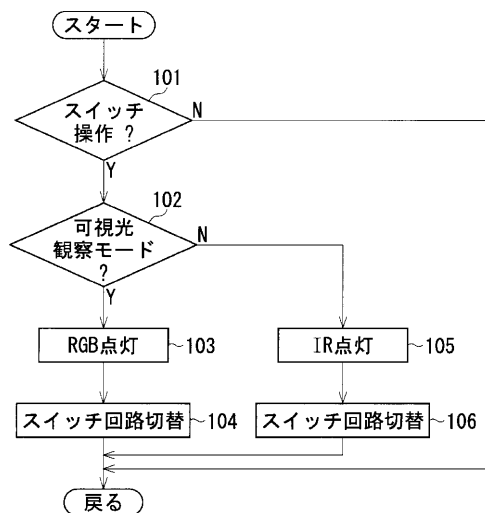 スタート
101
スイッチ
操作 ?
N
Y
102
可視光
観察モード
?
N
Y
RGB点灯
103
IR点灯
105
スイッチ回路切替
104
スイッチ回路切替
106
戻る